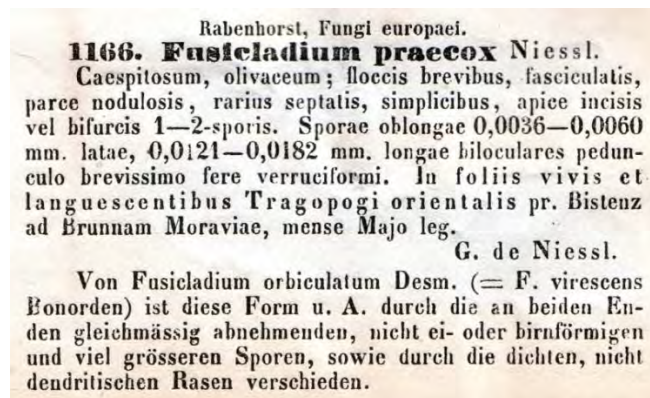 Rabenhorst, Fungi europaei.
1166. Fusicladium praecox Niessl.
Caespitosum, olivaceum; floccis brevibus, fasciculatis,
parce nodulosis, rarius septatis, simplicibus, apice incisis
vel bifurcis 1—2-sporis. Sporae oblongae 0,0036—0,0060
mm. latae, 0,0121—0,0182 mm. longae biloculares pedun-
culo brevissimo fere verruciformi. In foliis vivis et
languescentibus Tragopogi orientalis pr. Bistenz
ad Brunnam Moraviae, mense Majo leg.
G. de Niessl.
Von Fusicladium orbiculatum Desm. (= F. virescens
Bonorden) ist diese Form u. A. durch die an beiden En-
den gleichmässig abnehmenden, nicht ei- oder birnförmigen
und viel grösseren Sporen, sowie durch die dichten, nicht
dendritischen Rasen verschieden.